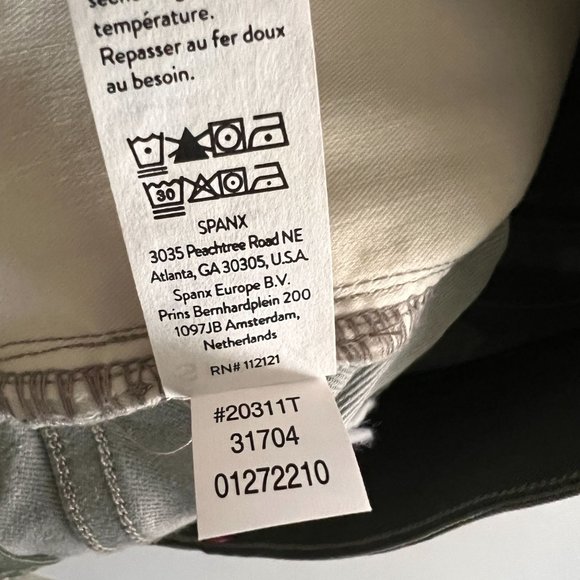 température.
Repasser au fer doux
au besoin.
30
SPANX
3035 Peachtree Road NE
Atlanta, GA 30305, U.S.A.
Spanx Europe B.V.
Prins Bernhardplein 200
1097JB Amsterdam,
Netherlands
RN# 112121
#20311T
31704
01272210